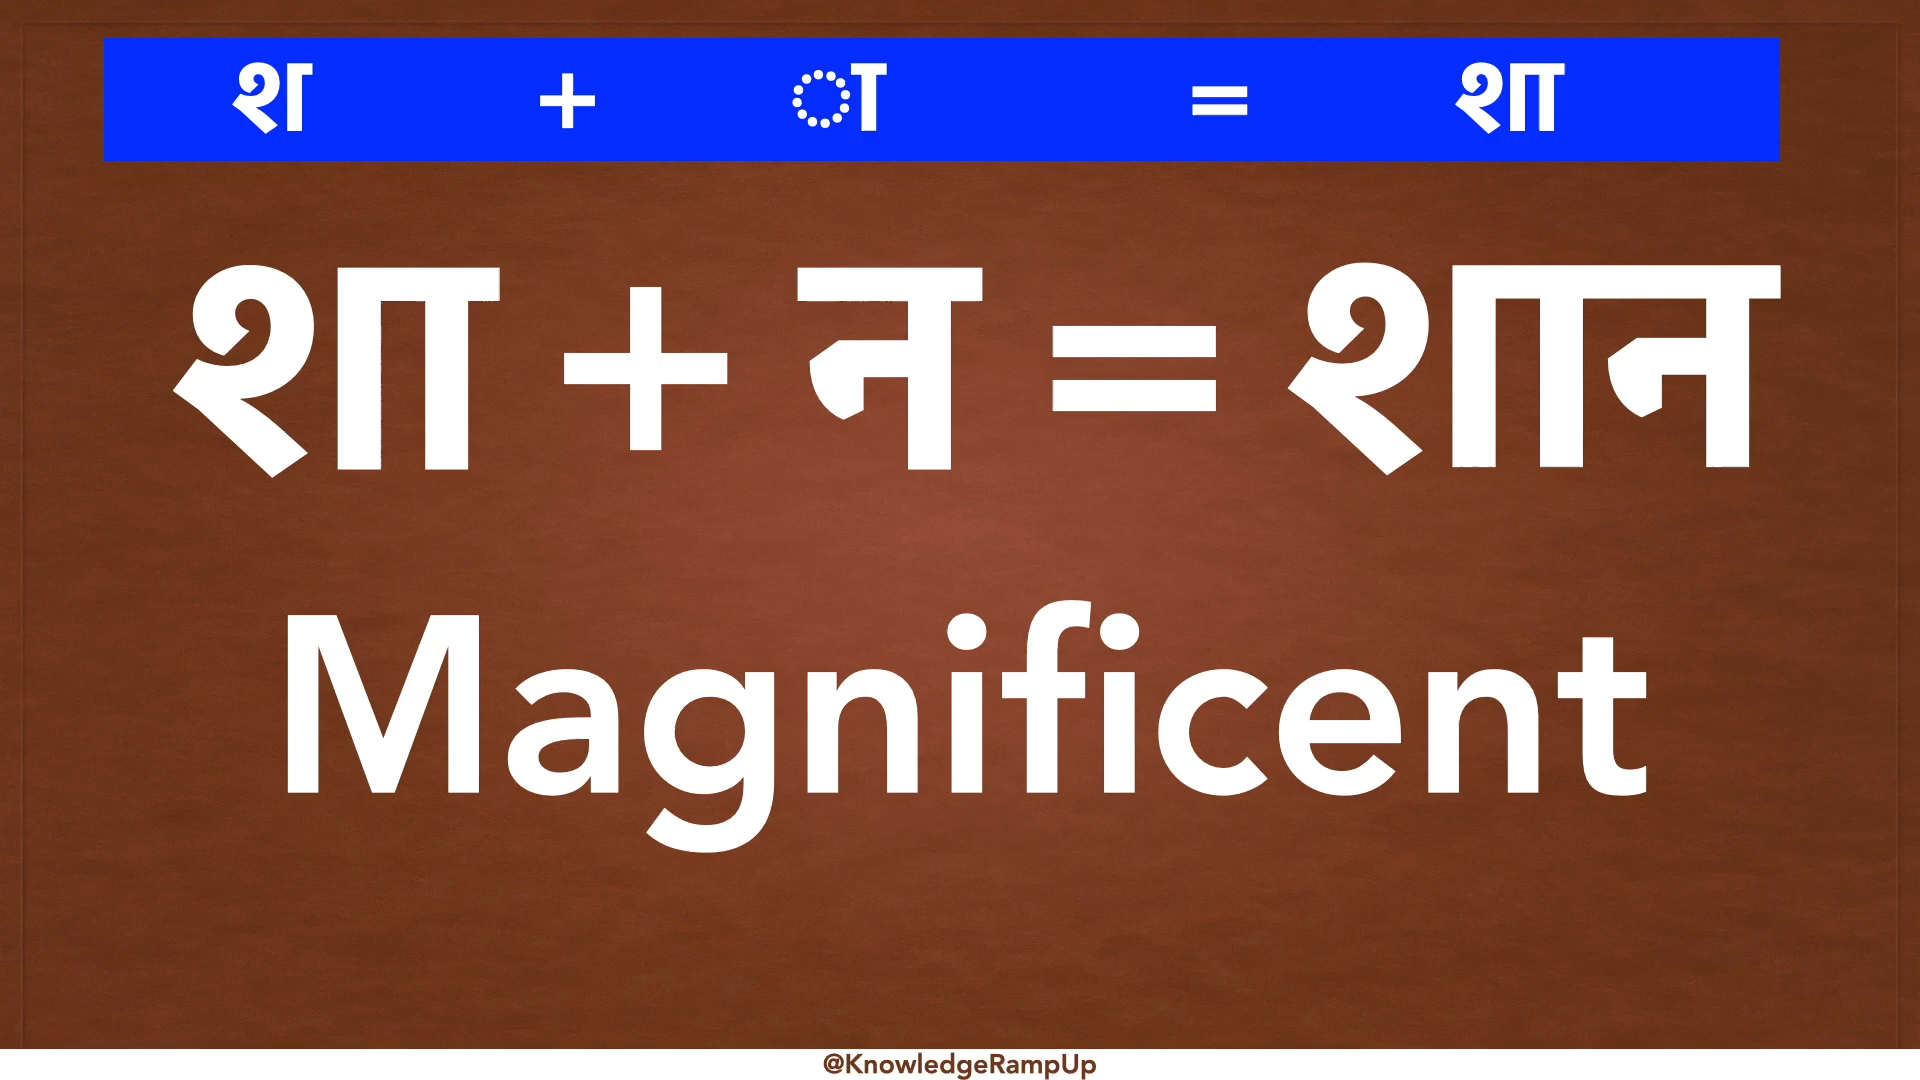 श + ा = शा
शा + न = शान
Magnificent
@KnowledgeRampUp